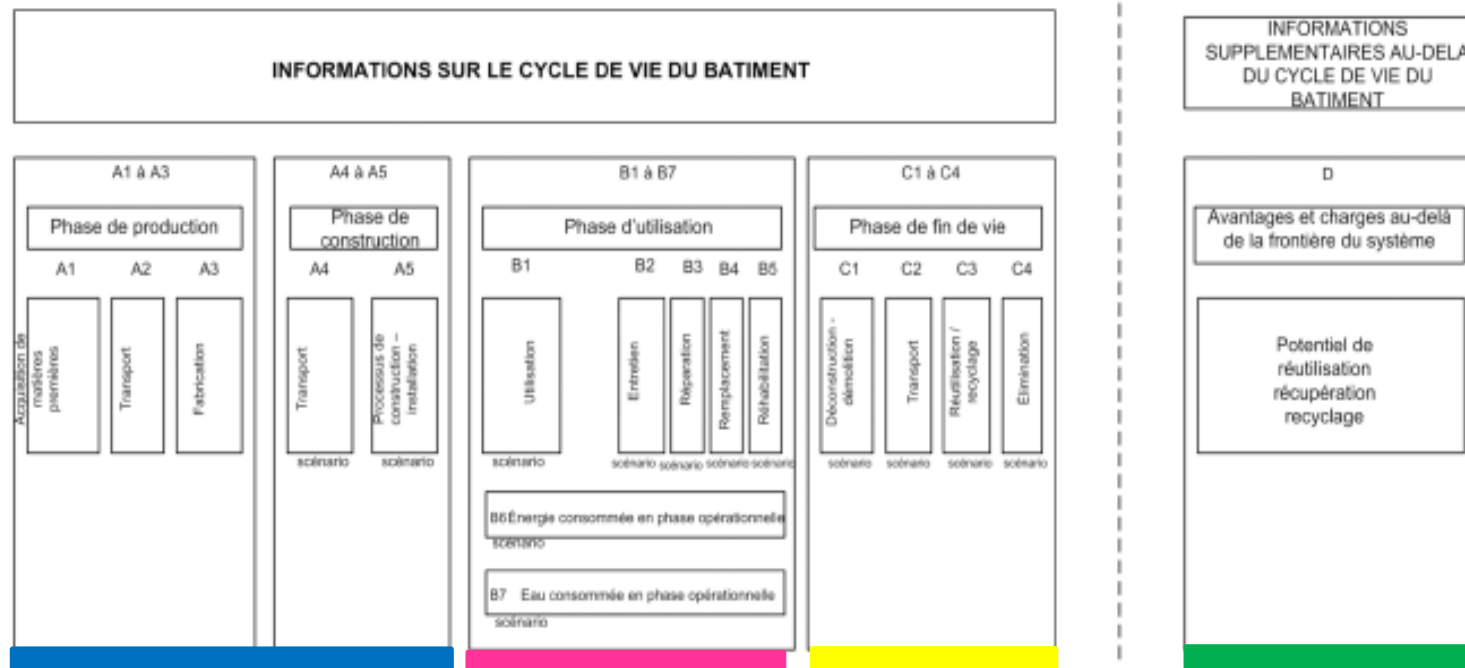 INFORMATIONS SUR LE CYCLE DE VIE DU BATIMENT
INFORMATIONS
SUPPLEMENTAIRES AU-DELA
DU CYCLE DE VIE DU
BATIMENT
A1 à A3
Phase de production
A1 A2 A3
Acquisition de
matières
premières
Transport
Fabrication
A4 à A5
Phase de
construction
A4 A5
Transport
Processus de
construction –
installation
scénario scénario
B1 à B7
Phase d'utilisation
B1 B2 B3 B4 B5
Utilisation
Entretien
Réparation
Remplacement
Réhabilitation
scénario scénario scénario scénario scénario
B6 Énergie consommée en phase opérationnelle
scénario
B7 Eau consommée en phase opérationnelle
scénario
C1 à C4
Phase de fin de vie
C1 C2 C3 C4
Déconstruction -
démolition
Transport
Réutilisation /
recyclage
Élimination
scénario scénario scénario scénario
D
Avantages et charges au-delà
de la frontière du système
Potentiel de
réutilisation
récupération
recyclage